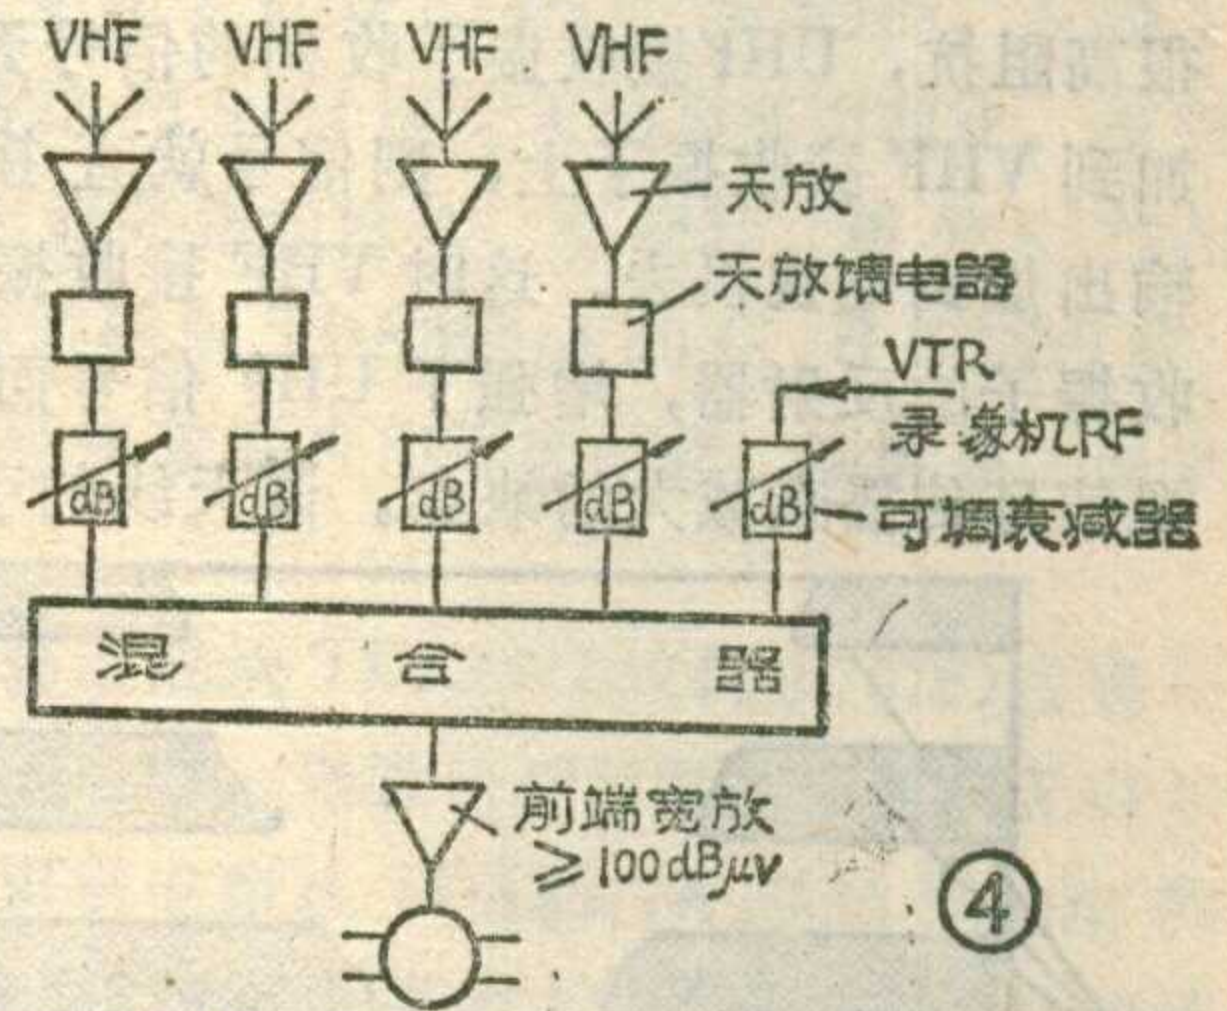 VHF VHF VHF VHF
天放
天放馈电器
VTR
录像机RF
dB dB dB dB dB
可调衰减器
混合器
前端宽放
≥100dBμV
④